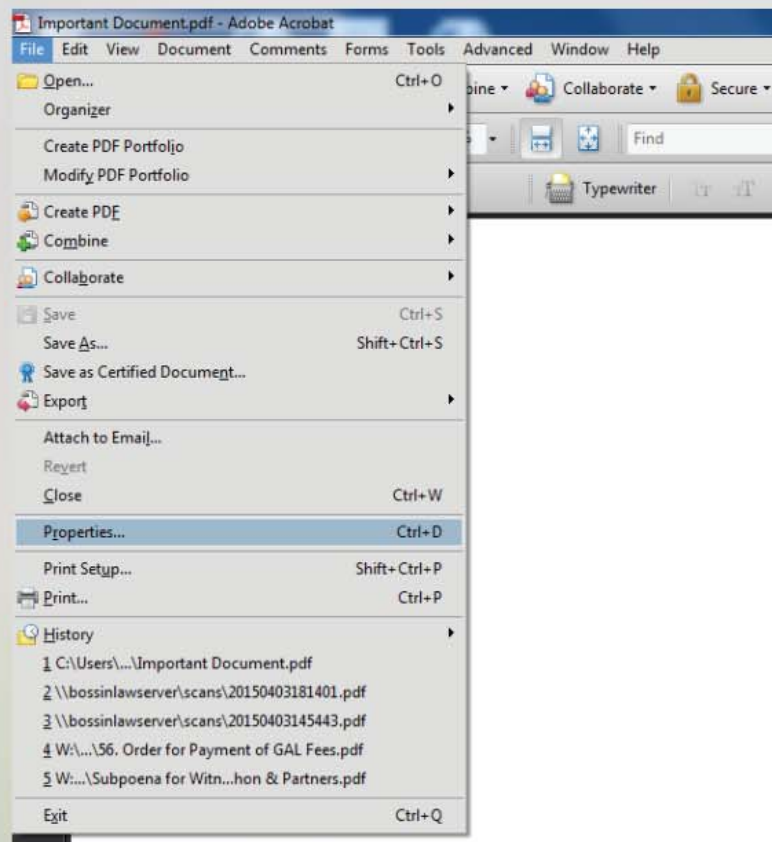 Important Document.pdf - Adobe Acrobat
File Edit View Document Comments Forms Tools Advanced Window Help
Open... Ctrl+O
bine Collaborate Secure
Organizer
Find
Create PDF Portfolio
Modify PDF Portfolio
Typewriter
Create PDF
Combine
Collaborate
Save Ctrl+S
Save As... Shift+Ctrl+S
Save as Certified Document...
Export
Attach to Email...
Revert
Close Ctrl+W
Properties... Ctrl+D
Print Setup... Shift+Ctrl+P
Print... Ctrl+P
History
1 C:\Users\...\Important Document.pdf
2 \\bossinlawserver\scans\20150403181401.pdf
3 \\bossinlawserver\scans\20150403145443.pdf
4 W:\...\56. Order for Payment of GAL Fees.pdf
5 W:...\Subpoena for Witn...hon & Partners.pdf
Exit Ctrl+Q